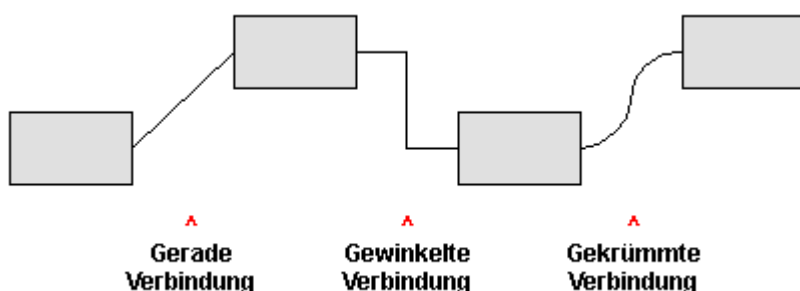 ^ ^ ^
Gerade Gewinkelte Gekrümmte
Verbindung Verbindung Verbindung